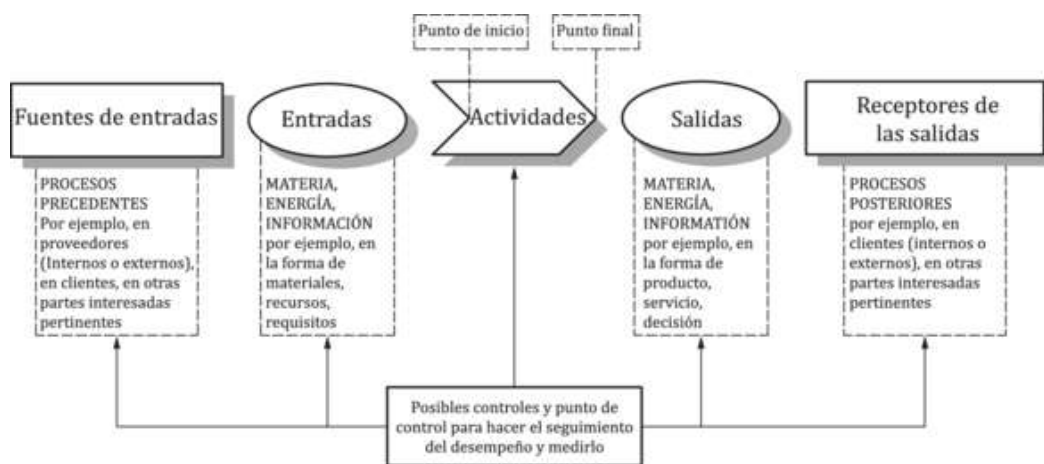 Punto de inicio
Punto final
Fuentes de entradas
Entradas
Actividades
Salidas
Receptores de
las salidas
PROCESOS
PRECEDENTES
Por ejemplo, en
proveedores
(Internos o externos),
en clientes, en otras
partes interesadas
pertinentes
MATERIA,
ENERGÍA,
INFORMACIÓN
por ejemplo, en
la forma de
materiales,
recursos,
requisitos
MATERIA,
ENERGÍA,
INFORMATIÓN
por ejemplo, en
la forma de
producto,
servicio,
decisión
PROCESOS
POSTERIORES
por ejemplo, en
clientes (internos o
externos), en otras
partes interesadas
pertinentes
Posibles controles y punto de
control para hacer el seguimiento
del desempeño y medirlo